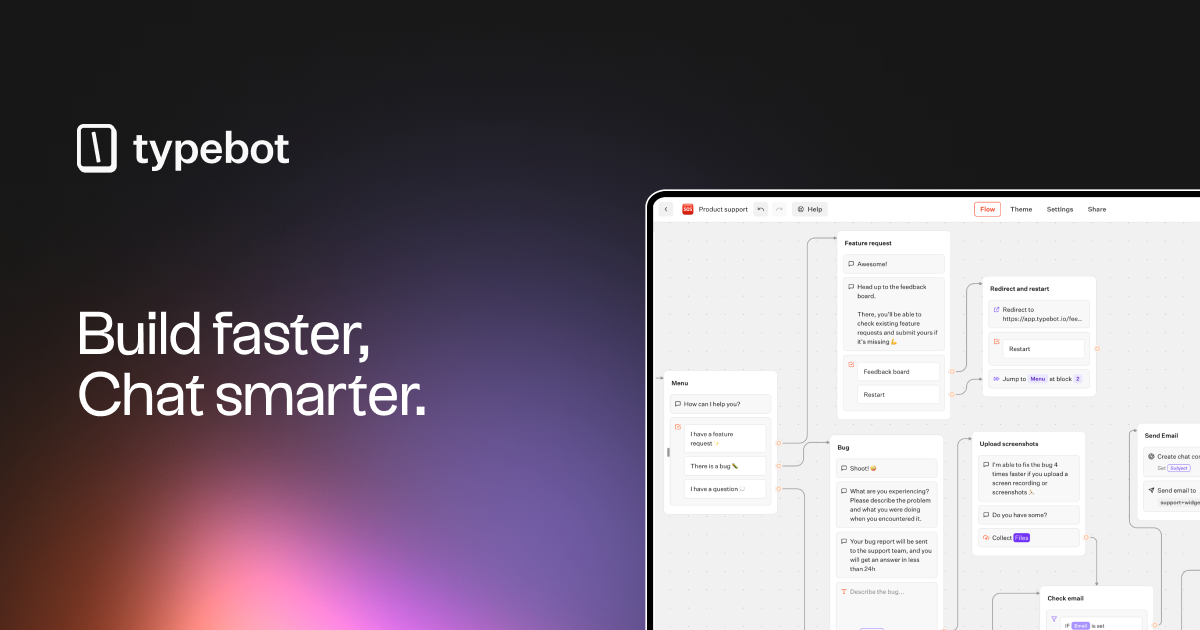 typebot
Build faster,
Chat smarter.
SOS
Product support
Help
Flow
Theme
Settings
Share
Menu
How can I help you?
I have a feature
request
There is a bug
I have a question
Feature request
Awesome!
Head up to the feedback
board.
There, you'll be able to
check existing feature
requests and submit yours if
it's missing 💪
Feedback board
Restart
Redirect and restart
Redirect to
https://app.typebot.io/fee...
Restart
Jump to Menu at block 2
Bug
Shoot! 🤪
What are you experiencing?
Please describe the problem
and what you were doing
when you encountered it.
Your bug report will be sent
to the support team, and you
will get an answer in less
than 24h
Describe the bug...
Upload screenshots
I'm able to fix the bug 4
times faster if you upload a
screen recording or
screenshots
Do you have some?
Collect Files
Send Email
Create chat con
Set Subject
Send email to
support+widge
Check email
IF Email is set